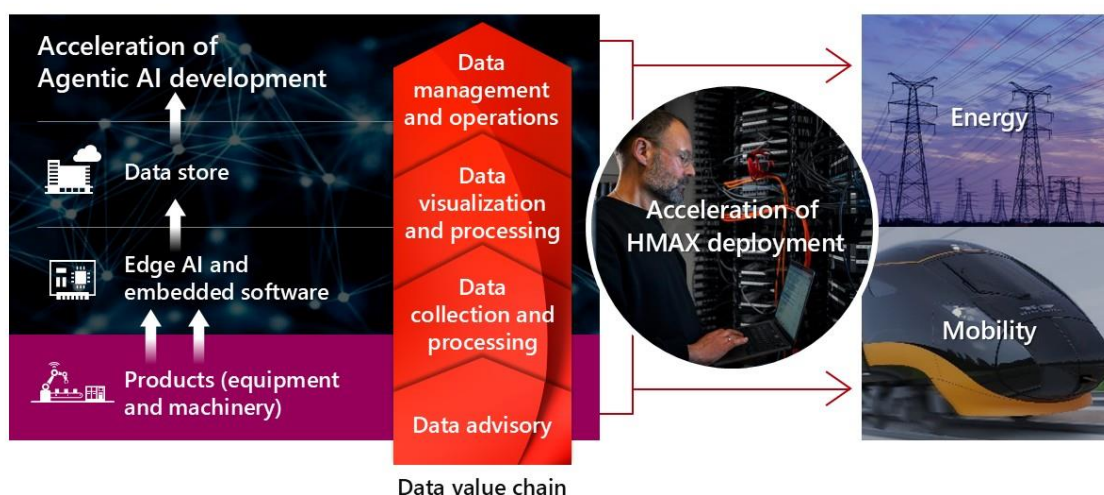 Acceleration of
Agentic AI development
Data store
Edge AI and
embedded software
Products (equipment
and machinery)
Data
management
and operations
Data
visualization
and processing
Data
collection and
processing
Data advisory
Data value chain
Acceleration of
HMAX deployment
Energy
Mobility